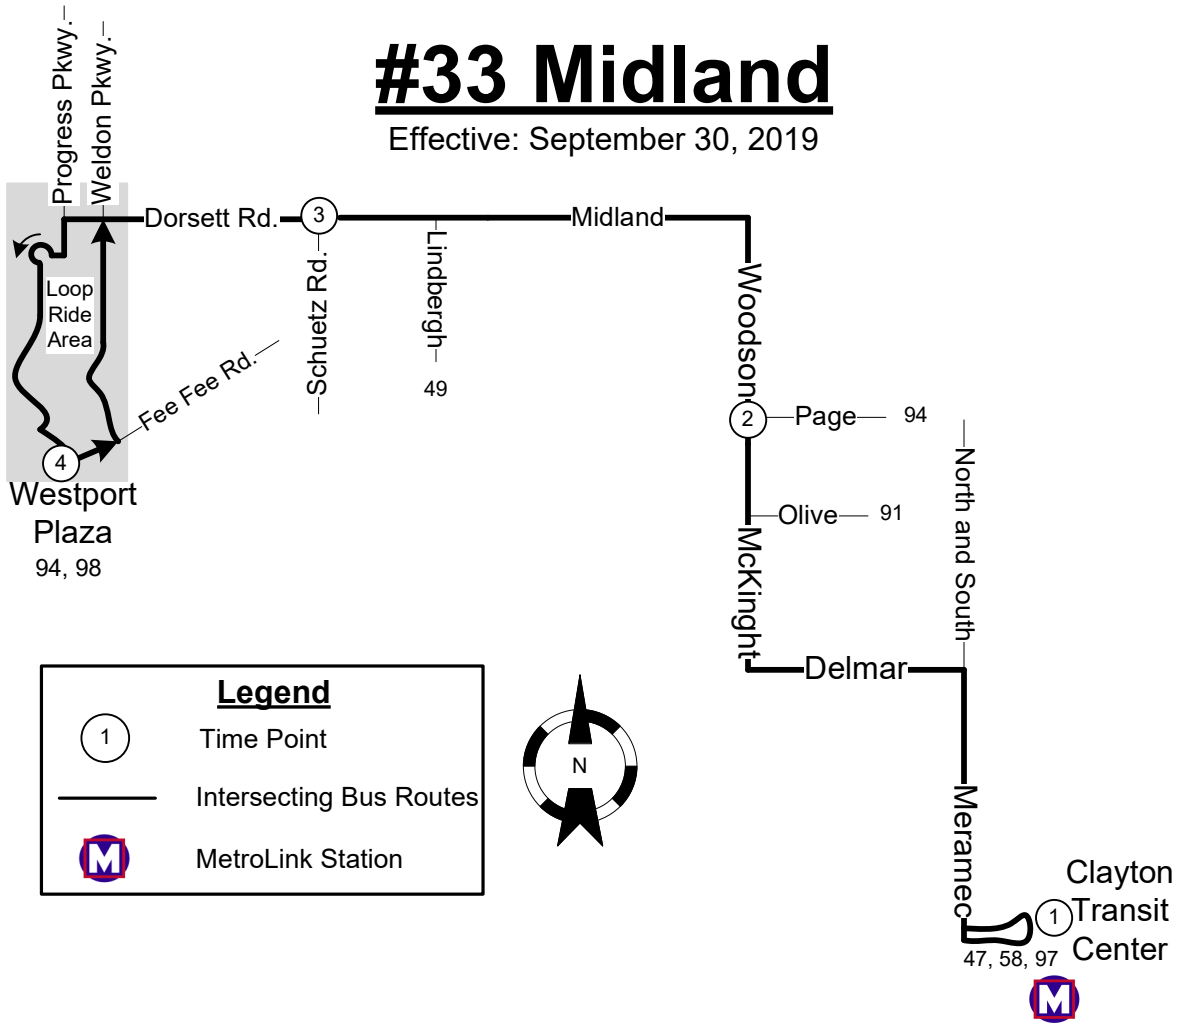 #33 Midland
Effective: September 30, 2019
Progress Pkwy.
Weldon Pkwy.
Dorsett Rd.
3
Midland
Loop
Ride
Area
Schuetz Rd.
Lindbergh
49
Fee Fee Rd.
Woodson
2
Page
94
4
Westport
Plaza
94, 98
Olive
91
McKinght
North and South
Delmar
Legend
1
Time Point
Intersecting Bus Routes
M
MetroLink Station
N
Meramec
1
Clayton
Transit
Center
47, 58, 97
M